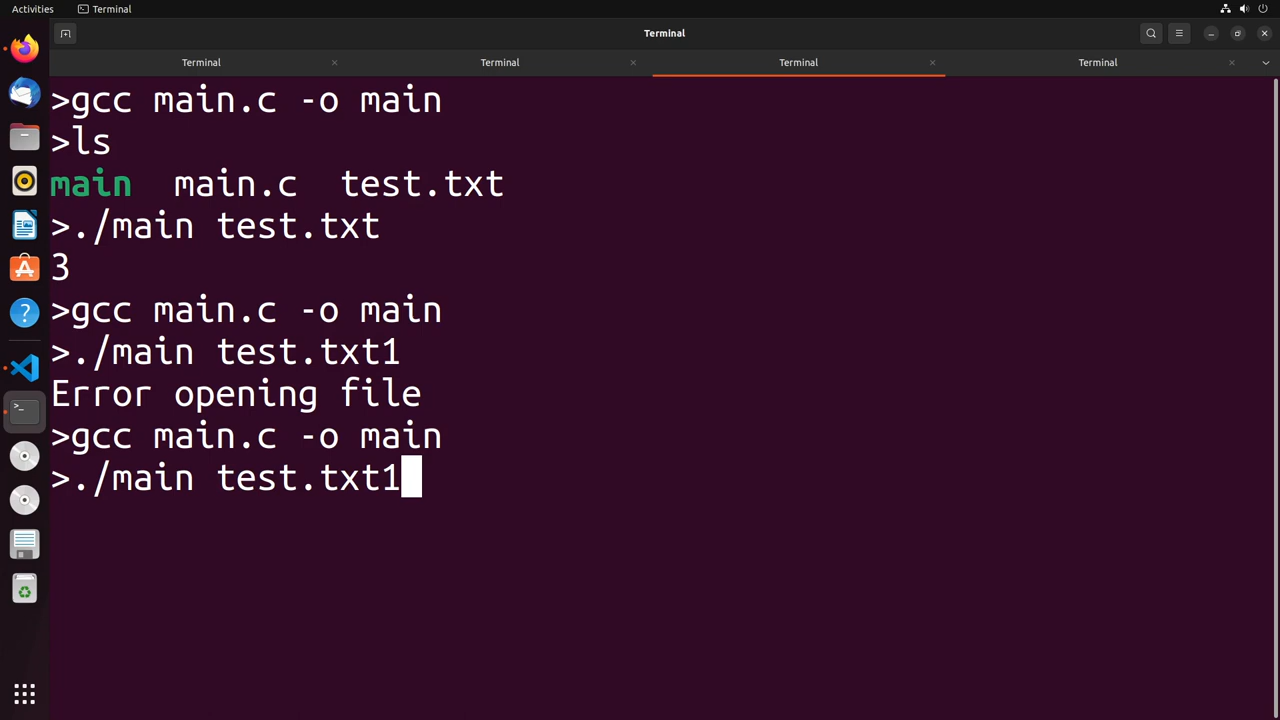 Activities Terminal
Terminal
Terminal Terminal Terminal Terminal
>gcc main.c -o main
>ls
main main.c test.txt
>./main test.txt
3
>gcc main.c -o main
>./main test.txt1
Error opening file
>gcc main.c -o main
>./main test.txt1